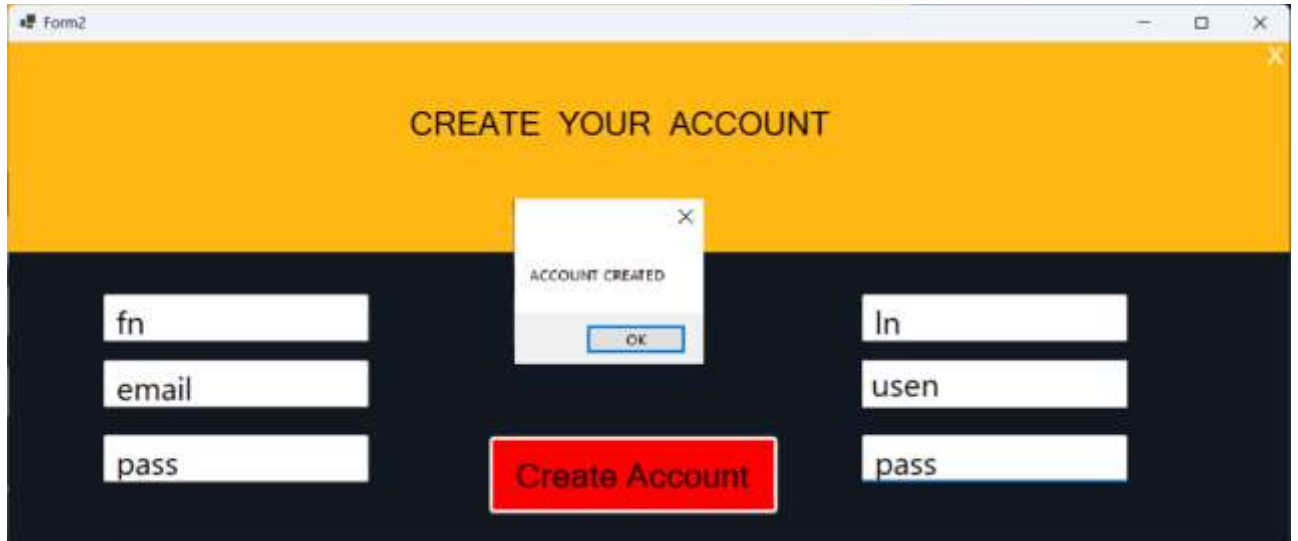 Form2
X
CREATE YOUR ACCOUNT
ACCOUNT CREATED
OK
fn
ln
email
usen
pass
pass
Create Account